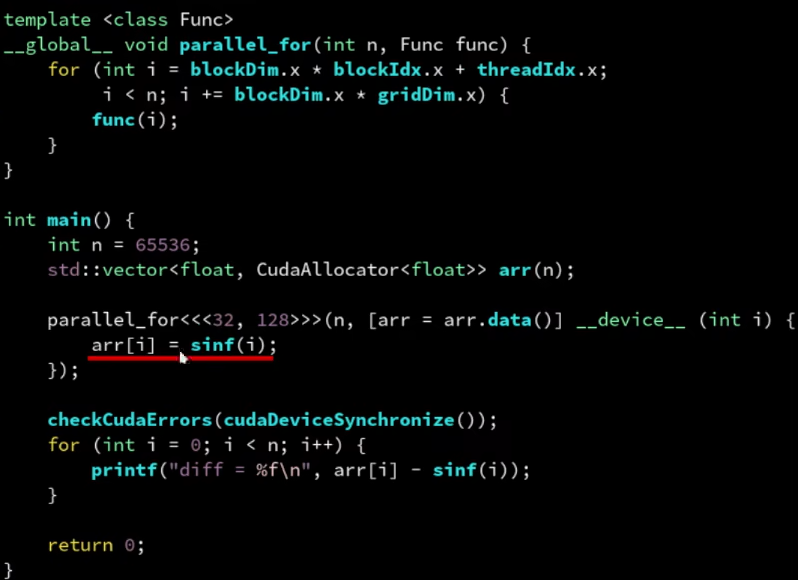 template <class Func>
__global__ void parallel_for(int n, Func func) {
    for (int i = blockDim.x * blockIdx.x + threadIdx.x;
         i < n; i += blockDim.x * gridDim.x) {
        func(i);
    }
}

int main() {
    int n = 65536;
    std::vector<float, CudaAllocator<float>> arr(n);

    parallel_for<<<32, 128>>>(n, [arr = arr.data()] __device__ (int i) {
        arr[i] = sinf(i);
    });

    checkCudaErrors(cudaDeviceSynchronize());
    for (int i = 0; i < n; i++) {
        printf("diff = %f\n", arr[i] - sinf(i));
    }

    return 0;
}